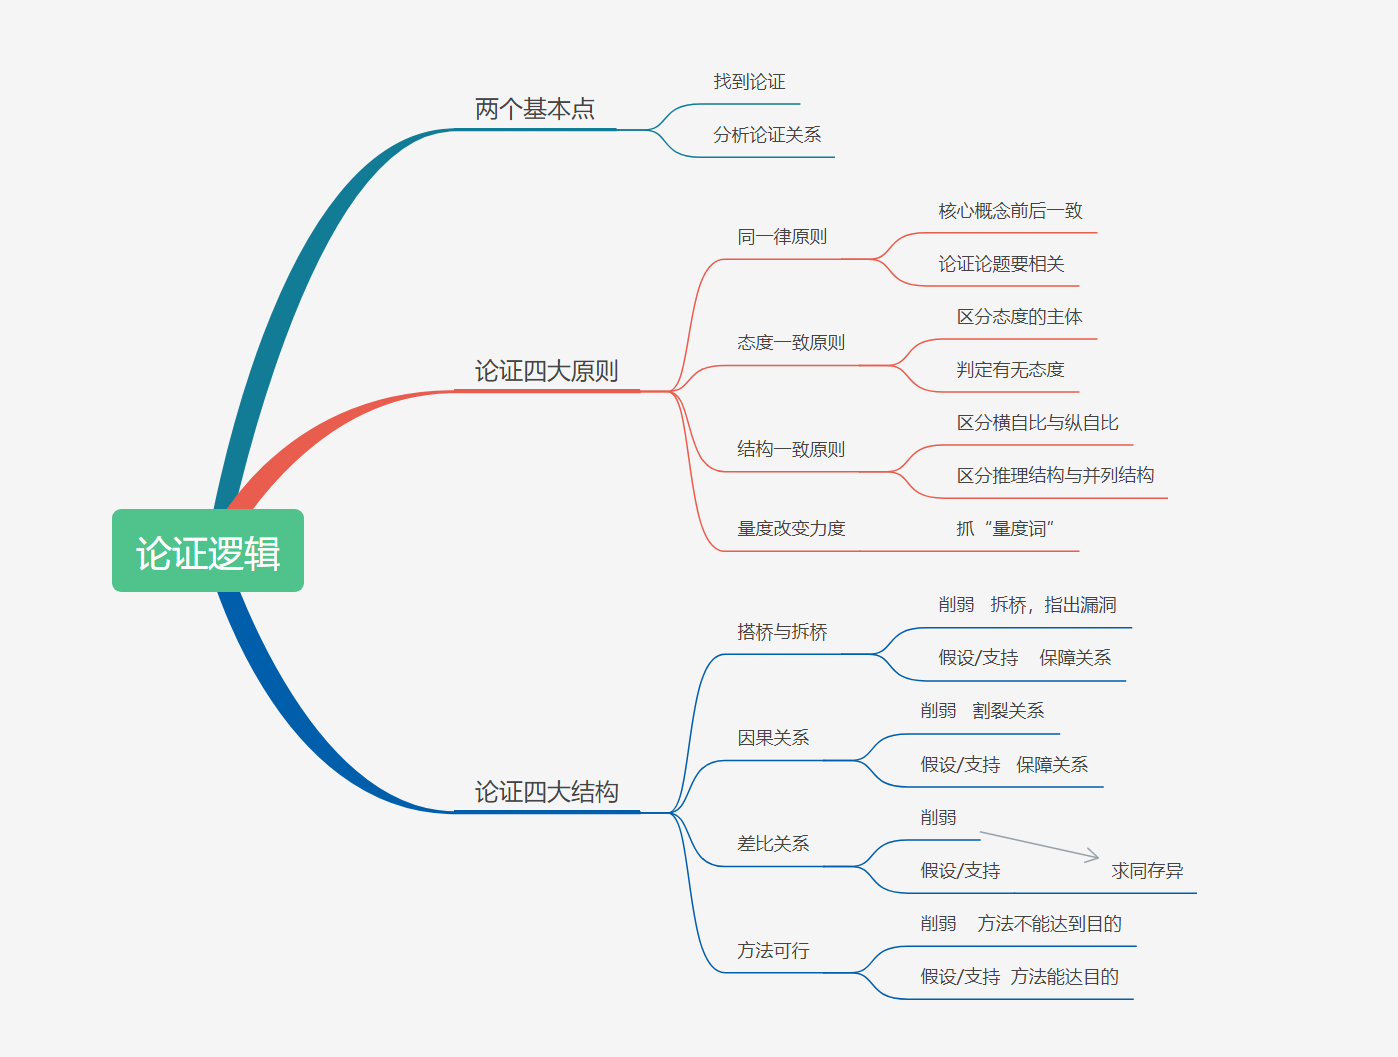 论证逻辑
两个基本点
找到论证
分析论证关系
论证四大原则
同一律原则
核心概念前后一致
论证论题要相关
态度一致原则
区分态度的主体
判定有无态度
结构一致原则
区分横自比与纵自比
区分推理结构与并列结构
量度改变力度
抓“量度词”
论证四大结构
搭桥与拆桥
削弱 拆桥，指出漏洞
假设/支持 保障关系
因果关系
削弱 割裂关系
假设/支持 保障关系
差比关系
削弱
假设/支持
求同存异
方法可行
削弱 方法不能达到目的
假设/支持 方法能达目的